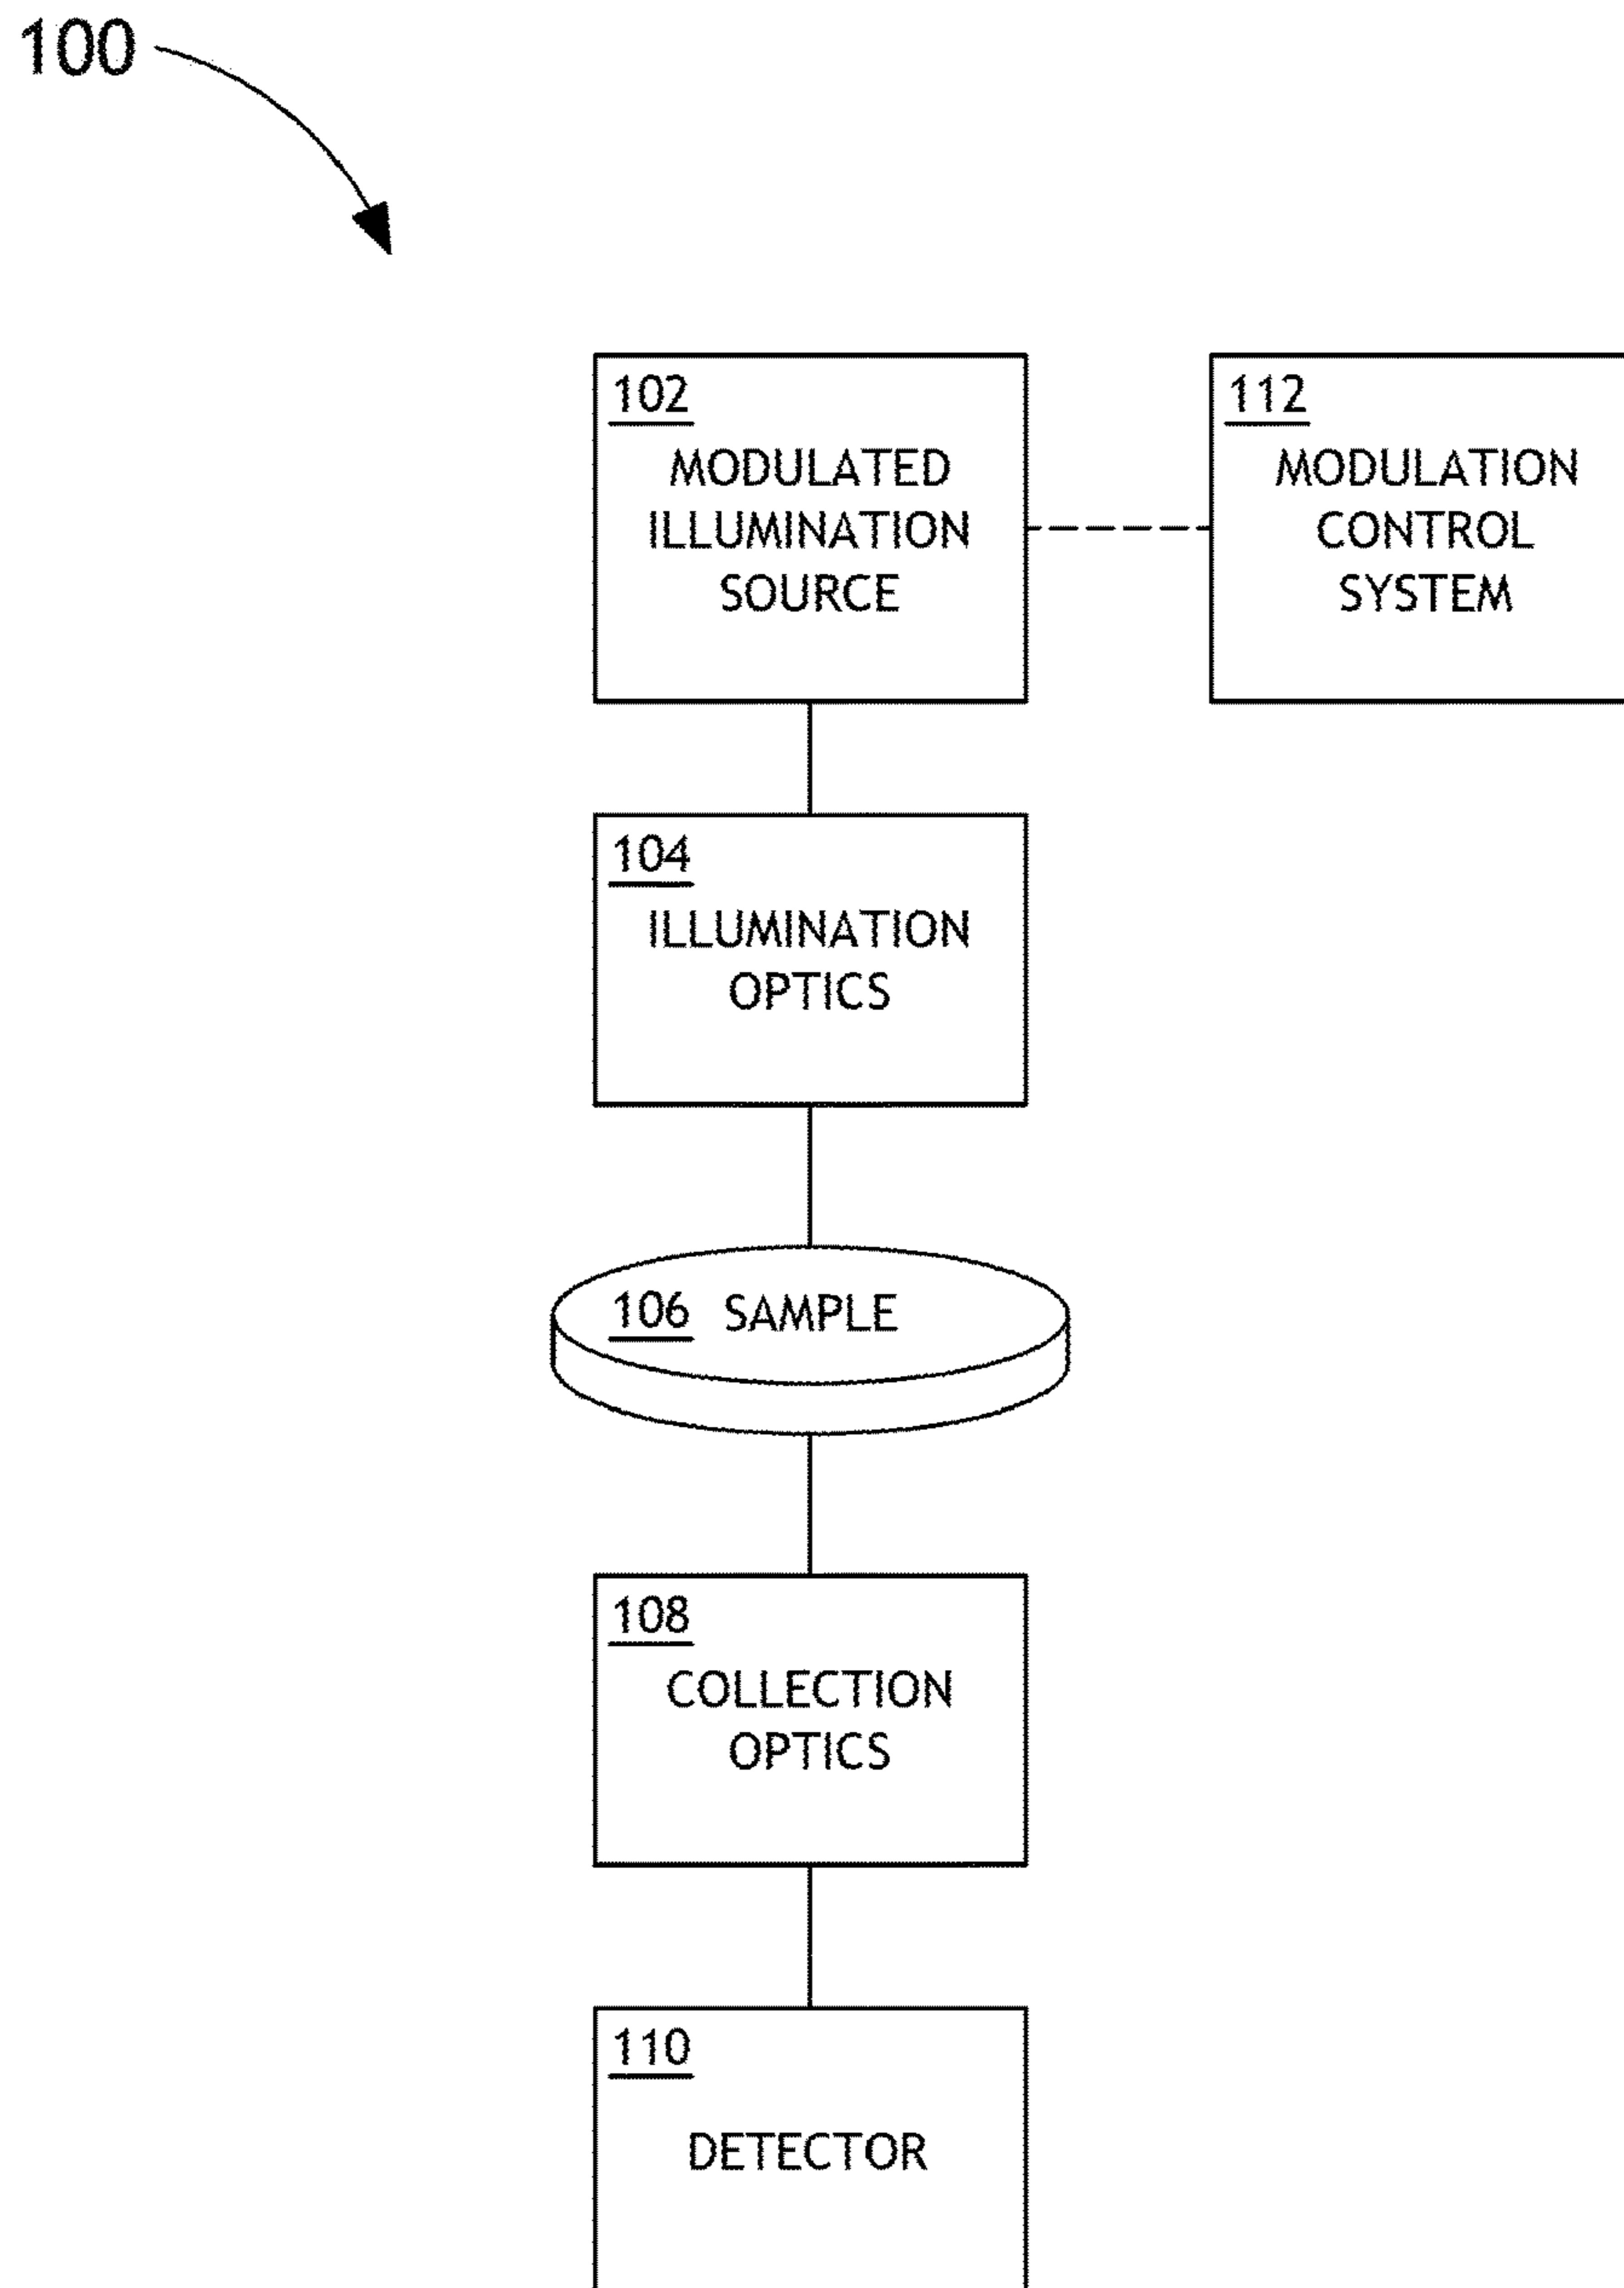 100
102
MODULATED
ILLUMINATION
SOURCE
112
MODULATION
CONTROL
SYSTEM
104
ILLUMINATION
OPTICS
106 SAMPLE
108
COLLECTION
OPTICS
110
DETECTOR